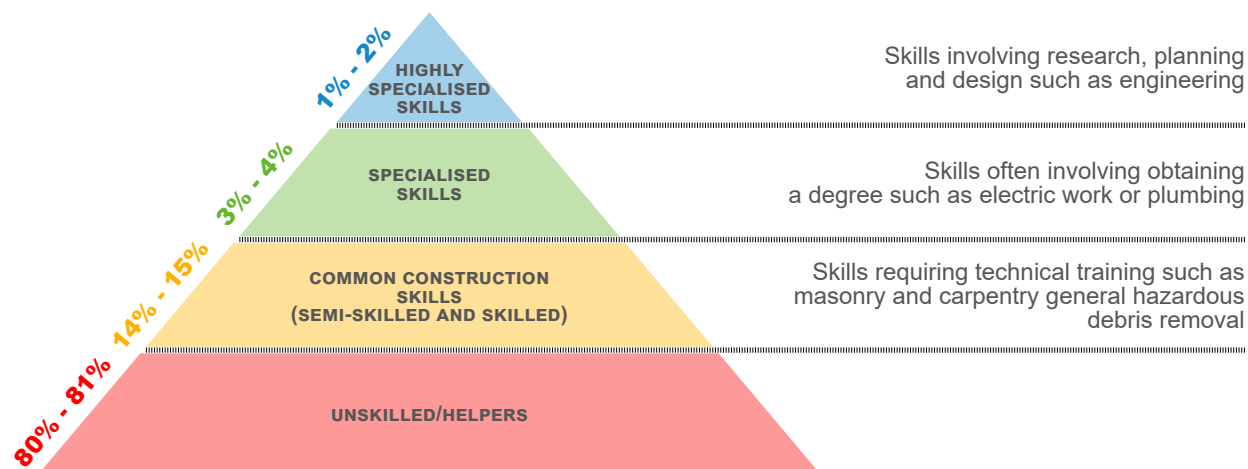 1% - 2%
HIGHLY
SPECIALISED
SKILLS
Skills involving research, planning
and design such as engineering
3% - 4%
SPECIALISED
SKILLS
Skills often involving obtaining
a degree such as electric work or plumbing
14% - 15%
COMMON CONSTRUCTION
SKILLS
(SEMI-SKILLED AND SKILLED)
Skills requiring technical training such as
masonry and carpentry general hazardous
debris removal
80% - 81%
UNSKILLED/HELPERS